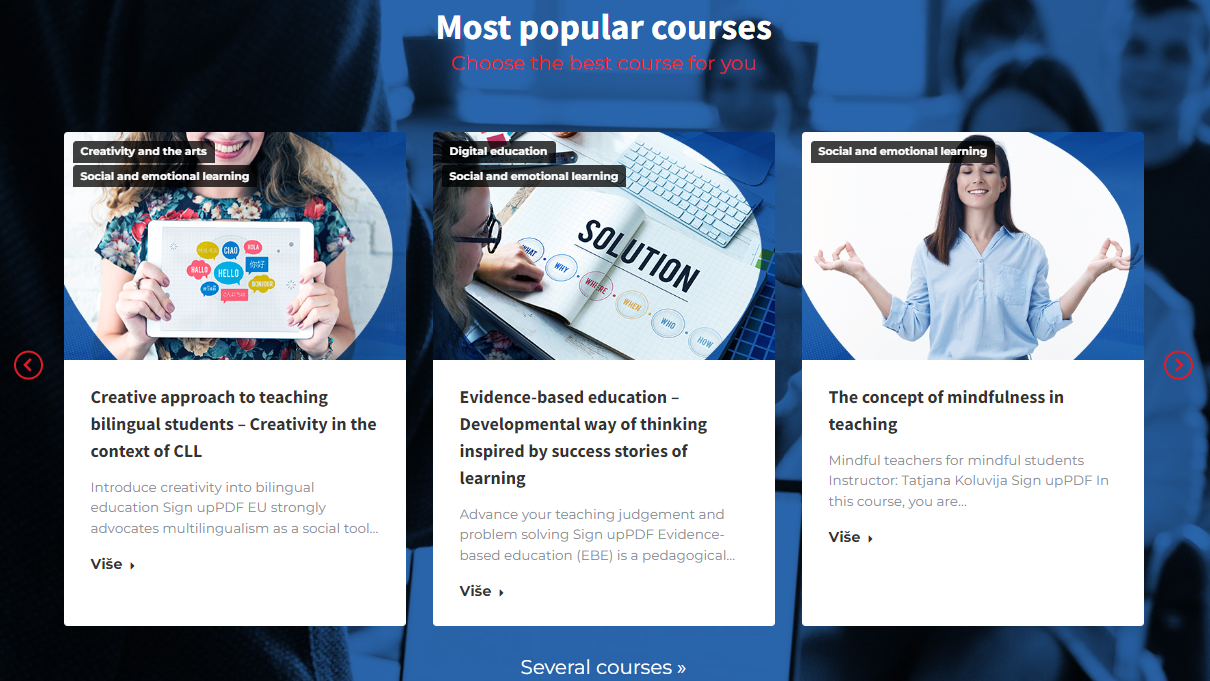 Most popular courses
Choose the best course for you
Creativity and the arts
Social and emotional learning
CIAO
HOLA
HALLO
HELLO
你好
BONJOUR
Creative approach to teaching
bilingual students – Creativity in the
context of CLL
Introduce creativity into bilingual
education Sign upPDF EU strongly
advocates multilingualism as a social tool...
Više
Digital education
Social and emotional learning
SOLUTION
WHAT
WHY
WHERE
WHEN
WHO
HOW
Evidence-based education –
Developmental way of thinking
inspired by success stories of
learning
Advance your teaching judgement and
problem solving Sign upPDF Evidence-
based education (EBE) is a pedagogical...
Više
Social and emotional learning
The concept of mindfulness in
teaching
Mindful teachers for mindful students
Instructor: Tatjana Koluvija Sign upPDF In
this course, you are...
Više
Several courses »